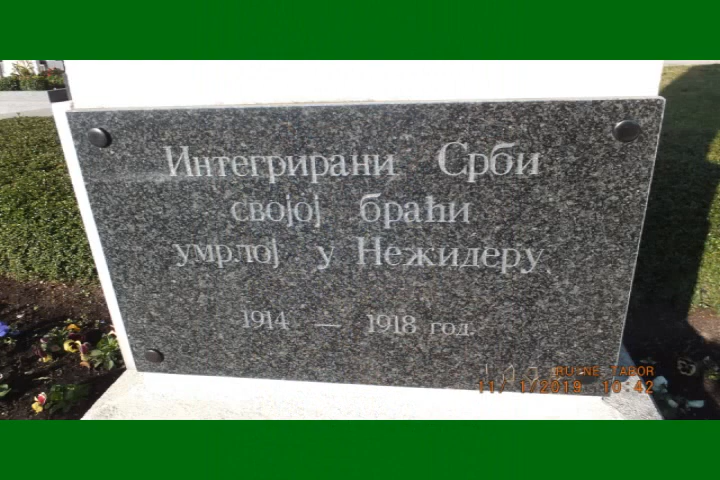 Интегрирани Срби
својој браћи
умрлој у Нежидеру
1914 — 1918 год.
11/ 1/2019 10:42